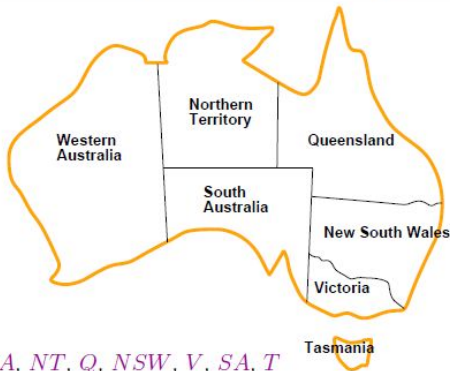 Northern
Territory
Western
Australia
Queensland
South
Australia
New South Wales
Victoria
Tasmania
A, NT, Q, NSW, V, SA, T